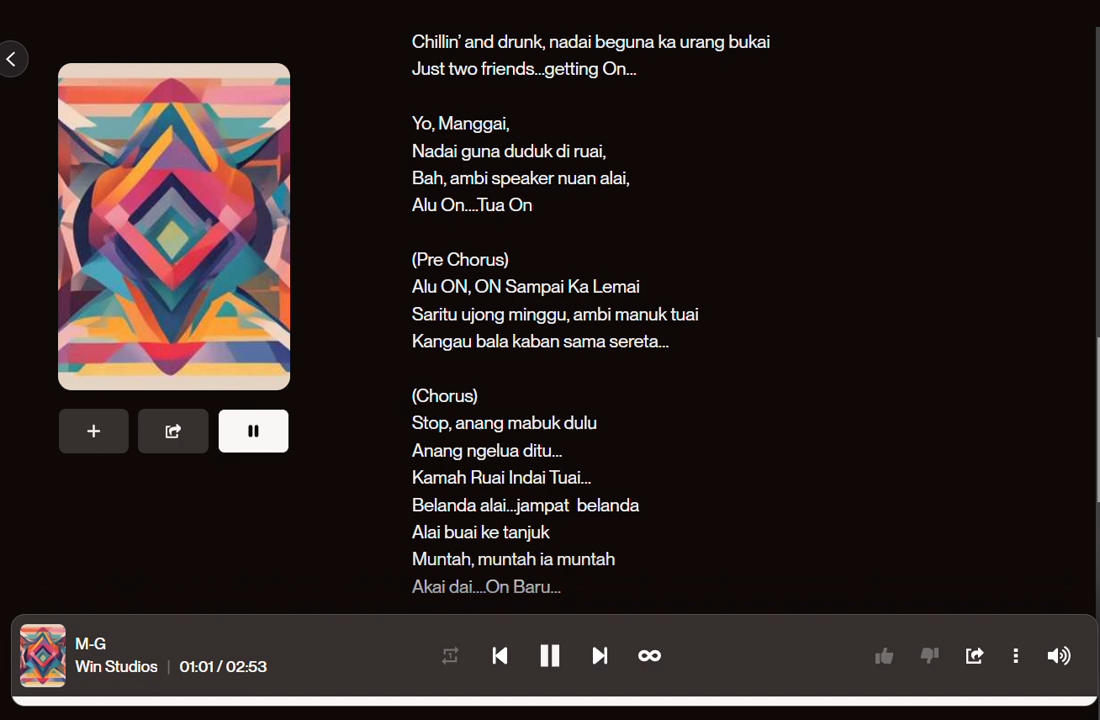 Chillin' and drunk, nadai beguna ka urang bukai
Just two friends...getting On...
Yo, Manggai,
Nadai guna duduk di ruai,
Bah, ambi speaker nuan alai,
Alu On....Tua On
(Pre Chorus)
Alu ON, ON Sampai Ka Lemai
Saritu ujong minggu, ambi manuk tuai
Kangau bala kaban sama sereta...
(Chorus)
Stop, anang mabuk dulu
Anang ngelua ditu...
Kamah Ruai Indai Tuai...
Belanda alai...jampat  belanda
Alai buai ke tanjuk
Muntah, muntah ia muntah
Akai dai....On Baru...
M-G
Win Studios | 01:01 / 02:53